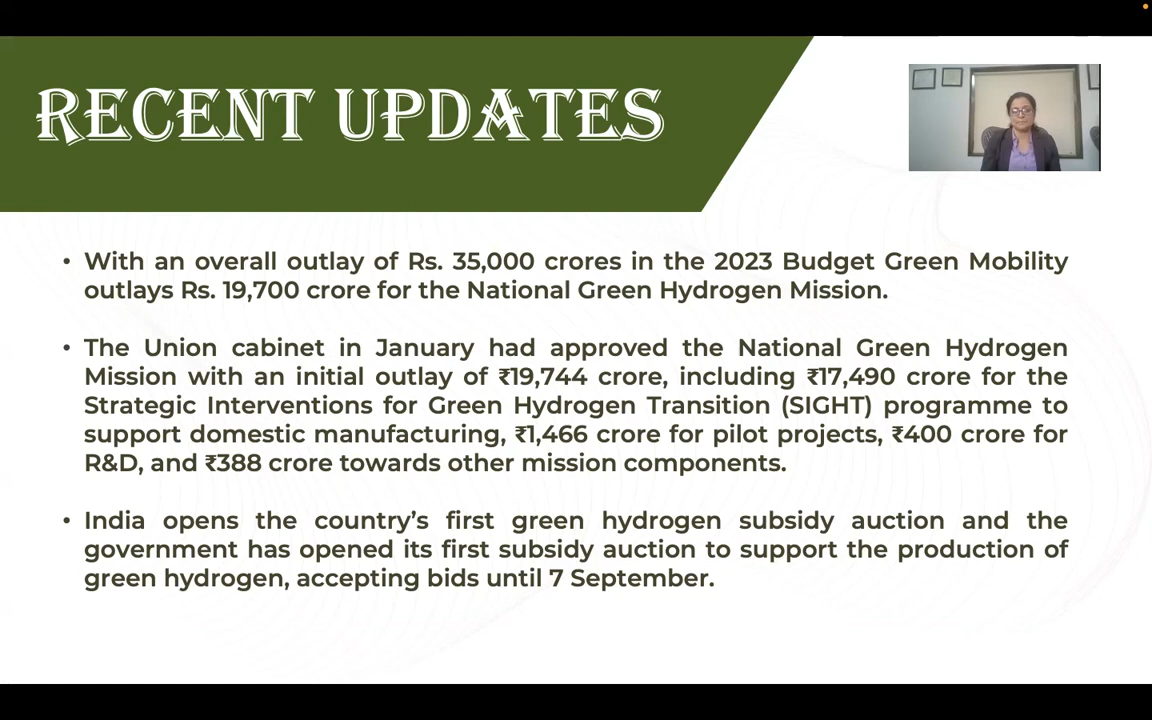 RECENT UPDATES
• With an overall outlay of Rs. 35,000 crores in the 2023 Budget Green Mobility
outlays Rs. 19,700 crore for the National Green Hydrogen Mission.
• The Union cabinet in January had approved the National Green Hydrogen
Mission with an initial outlay of ₹19,744 crore, including ₹17,490 crore for the
Strategic Interventions for Green Hydrogen Transition (SIGHT) programme to
support domestic manufacturing, ₹1,466 crore for pilot projects, ₹400 crore for
R&D, and ₹388 crore towards other mission components.
• India opens the country’s first green hydrogen subsidy auction and the
government has opened its first subsidy auction to support the production of
green hydrogen, accepting bids until 7 September.